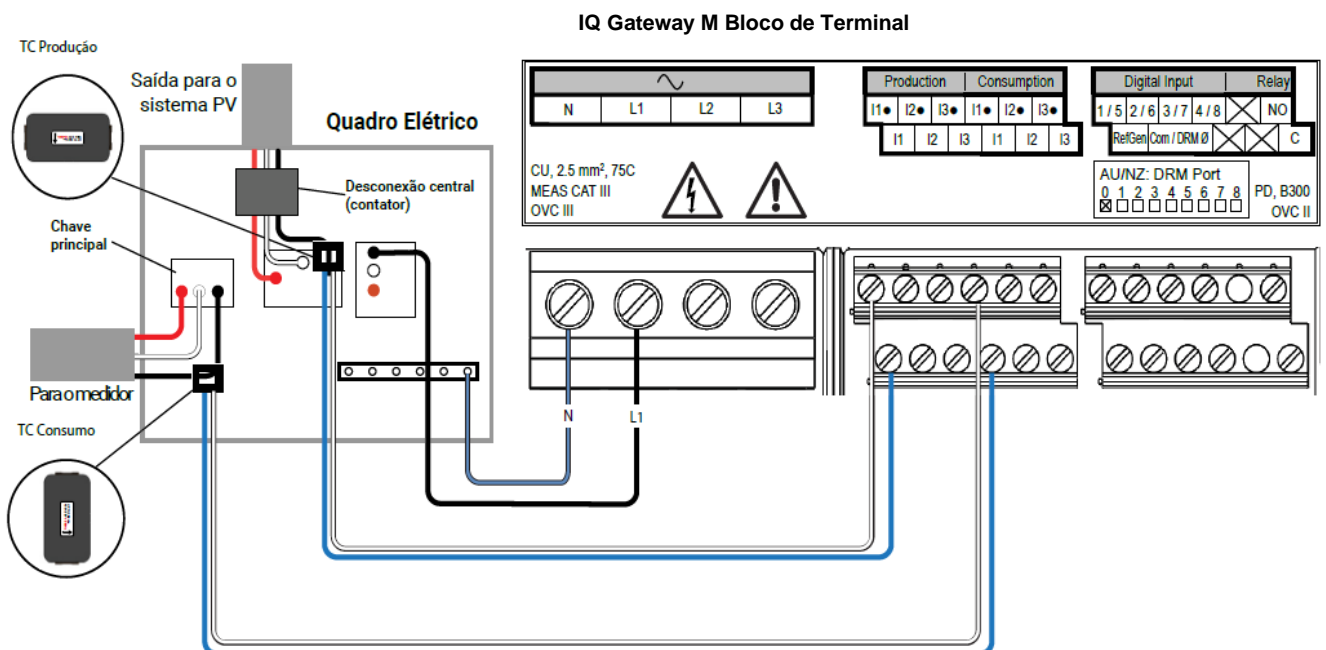 IQ Gateway M Bloco de Terminal
TC Produção
Saída para o
sistema PV
Quadro Elétrico
Desconexão central
(contator)
Chave
principal
Para o medidor
TC Consumo
N L1 L2 L3
CU, 2.5 mm², 75C
MEAS CAT III
OVC III
Production Consumption
I1● I2● I3● I1● I2● I3●
I1 I2 I3 I1 I2 I3
Digital Input Relay
1 / 5 2 / 6 3 / 7 4 / 8 NO
RefGen Com / DRM Ø C
AU/NZ: DRM Port
0 1 2 3 4 5 6 7 8
PD, B300
OVC II
N
L1